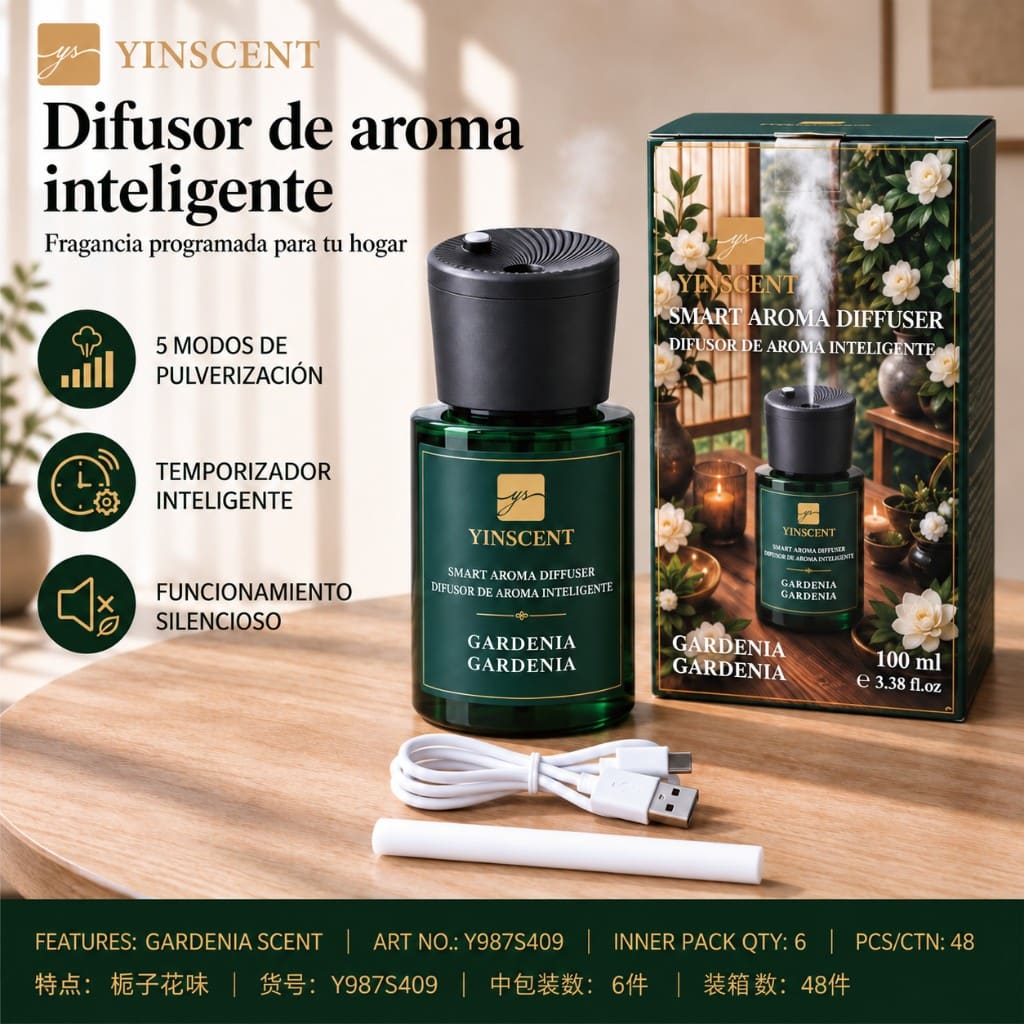 ys YINSCENT
Difusor de aroma
inteligente
Fragancia programada para tu hogar
5 MODOS DE
PULVERIZACIÓN
TEMPORIZADOR
INTELIGENTE
FUNCIONAMIENTO
SILENCIOSO
ys
YINSCENT
SMART AROMA DIFFUSER
DIFUSOR DE AROMA INTELIGENTE
GARDENIA
GARDENIA
ys
YINSCENT
SMART AROMA DIFFUSER
DIFUSOR DE AROMA INTELIGENTE
ys
YINSCENT
SMART AROMA DIFFUSER
DIFUSOR DE AROMA INTELIGENTE
GARDENIA
GARDENIA
GARDENIA
GARDENIA
100 ml
e 3.38 fl.oz
FEATURES: GARDENIA SCENT | ART NO.: Y987S409 | INNER PACK QTY: 6 | PCS/CTN: 48
特点: 栀子花味 | 货号: Y987S409 | 中包装数: 6件 | 装箱数: 48件